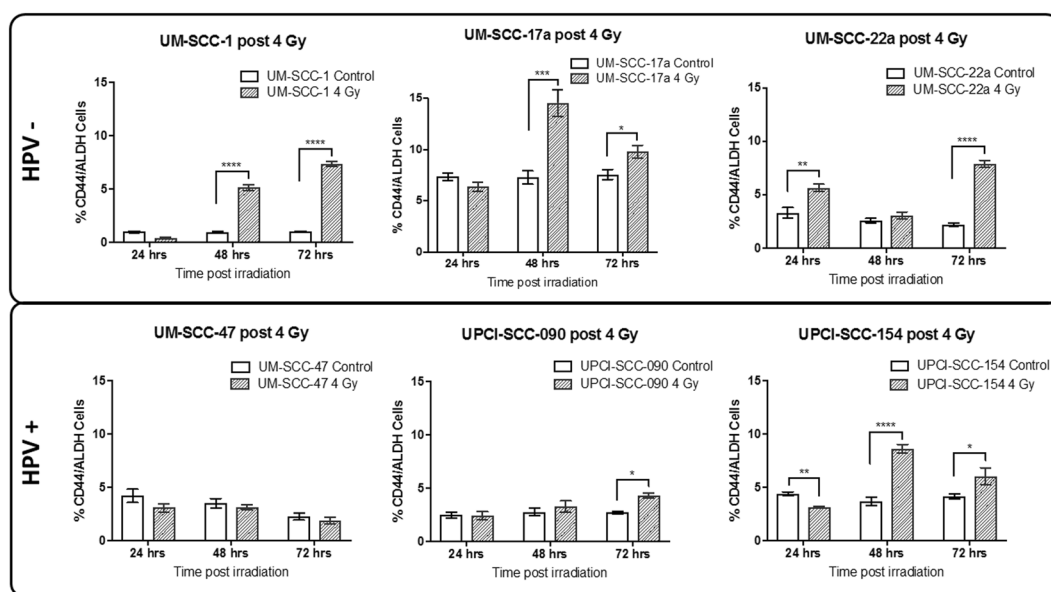 HPV -
UM-SCC-1 post 4 Gy
UM-SCC-1 Control
UM-SCC-1 4 Gy
% CD44/ALDH Cells
15
10
5
0
****
****
24 hrs 48 hrs 72 hrs
Time post irradiation
UM-SCC-17a post 4 Gy
UM-SCC-17a Control
UM-SCC-17a 4 Gy
% CD44/ALDH Cells
20
15
10
5
0
***
*
24 hrs 48 hrs 72 hrs
Time post irradiation
UM-SCC-22a post 4 Gy
UM-SCC-22a Control
UM-SCC-22a 4 Gy
% CD44/ALDH Cells
15
10
5
0
**
****
24 hrs 48 hrs 72 hrs
Time post irradiation
HPV +
UM-SCC-47 post 4 Gy
UM-SCC-47 Control
UM-SCC-47 4 Gy
% CD44/ALDH Cells
15
10
5
0
24 hrs 48 hrs 72 hrs
Time post irradiation
UPCI-SCC-090 post 4 Gy
UPCI-SCC-090 Control
UPCI-SCC-090 4 Gy
% CD44/ALDH Cells
15
10
5
0
*
24 hrs 48 hrs 72 hrs
Time post irradiation
UPCI-SCC-154 post 4 Gy
UPCI-SCC-154 Control
UPCI-SCC-154 4 Gy
% CD44/ALDH Cells
15
10
5
0
**
****
*
24 hrs 48 hrs 72 hrs
Time post irradiation